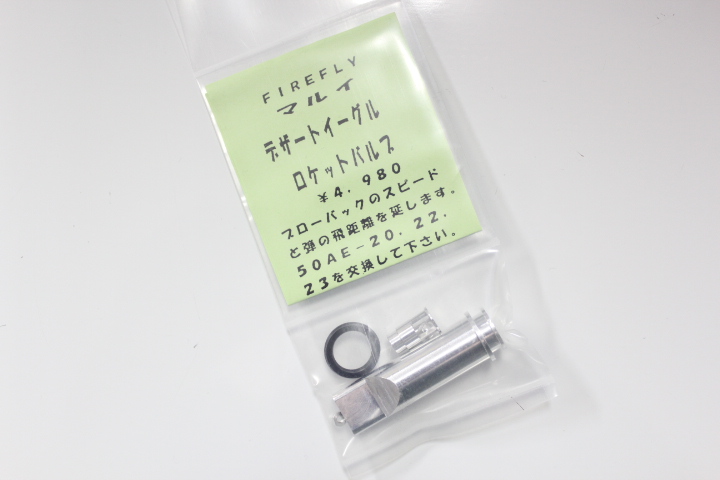 FIREFLY
マルイ
デザートイーグル
ロケットバルブ
¥4.980
ブローバックのスピード
と弾の飛距離を延します。
50AE-20.22.
23を交換して下さい。